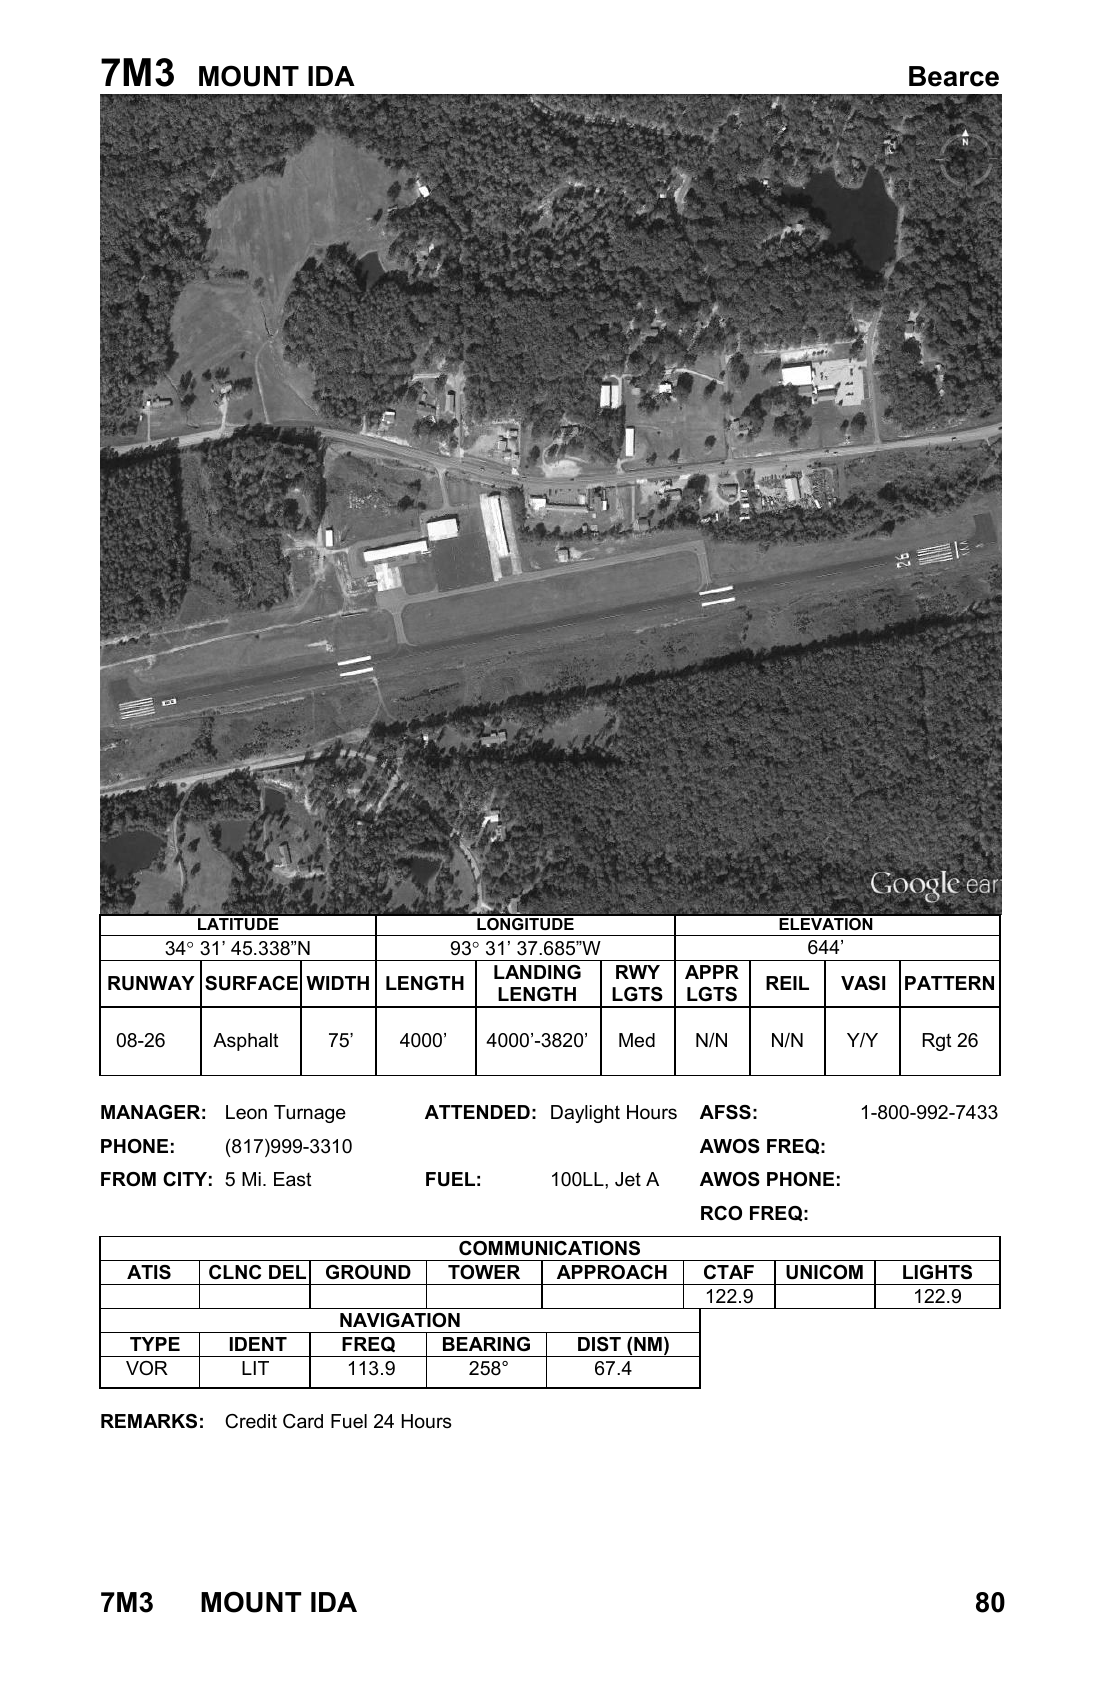 7M3 MOUNT IDA Bearce
N
26
Google ear
LATITUDE LONGITUDE ELEVATION
34° 31’ 45.338”N 93° 31’ 37.685”W 644’
RUNWAY SURFACE WIDTH LENGTH LANDING LENGTH RWY LGTS APPR LGTS REIL VASI PATTERN
08-26 Asphalt 75’ 4000’ 4000’-3820’ Med N/N N/N Y/Y Rgt 26
MANAGER: Leon Turnage ATTENDED: Daylight Hours AFSS: 1-800-992-7433
PHONE: (817)999-3310 AWOS FREQ:
FROM CITY: 5 Mi. East FUEL: 100LL, Jet A AWOS PHONE:
RCO FREQ:
COMMUNICATIONS
ATIS CLNC DEL GROUND TOWER APPROACH CTAF UNICOM LIGHTS
122.9 122.9
NAVIGATION
TYPE IDENT FREQ BEARING DIST (NM)
VOR LIT 113.9 258° 67.4
REMARKS: Credit Card Fuel 24 Hours
7M3 MOUNT IDA 80